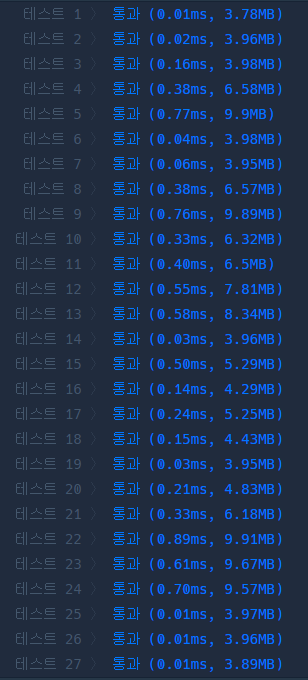 테스트 1 〉 통과 (0.01ms, 3.78MB)
테스트 2 〉 통과 (0.02ms, 3.96MB)
테스트 3 〉 통과 (0.16ms, 3.98MB)
테스트 4 〉 통과 (0.38ms, 6.58MB)
테스트 5 〉 통과 (0.77ms, 9.9MB)
테스트 6 〉 통과 (0.04ms, 3.98MB)
테스트 7 〉 통과 (0.06ms, 3.95MB)
테스트 8 〉 통과 (0.38ms, 6.57MB)
테스트 9 〉 통과 (0.76ms, 9.89MB)
테스트 10 〉 통과 (0.33ms, 6.32MB)
테스트 11 〉 통과 (0.40ms, 6.5MB)
테스트 12 〉 통과 (0.55ms, 7.81MB)
테스트 13 〉 통과 (0.58ms, 8.34MB)
테스트 14 〉 통과 (0.03ms, 3.96MB)
테스트 15 〉 통과 (0.50ms, 5.29MB)
테스트 16 〉 통과 (0.14ms, 4.29MB)
테스트 17 〉 통과 (0.24ms, 5.25MB)
테스트 18 〉 통과 (0.15ms, 4.43MB)
테스트 19 〉 통과 (0.03ms, 3.95MB)
테스트 20 〉 통과 (0.21ms, 4.83MB)
테스트 21 〉 통과 (0.33ms, 6.18MB)
테스트 22 〉 통과 (0.89ms, 9.91MB)
테스트 23 〉 통과 (0.61ms, 9.67MB)
테스트 24 〉 통과 (0.70ms, 9.57MB)
테스트 25 〉 통과 (0.01ms, 3.97MB)
테스트 26 〉 통과 (0.01ms, 3.96MB)
테스트 27 〉 통과 (0.01ms, 3.89MB)